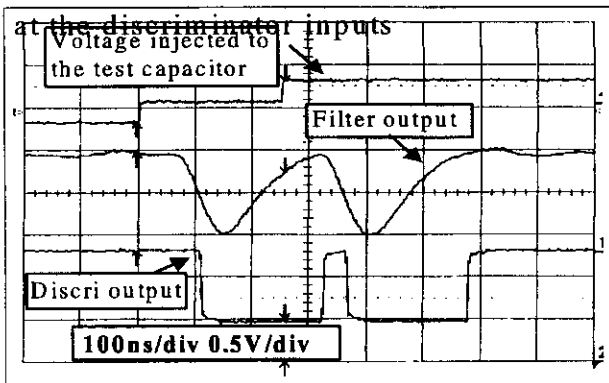 at the discriminator inputs
Voltage injected to
the test capacitor
Filter output
Discri output
100ns/div 0.5V/div